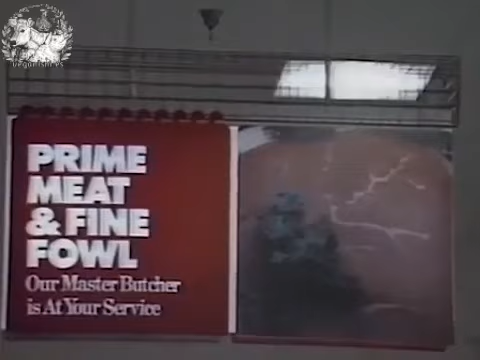 PRIME
MEAT
& FINE
FOWL
Our Master Butcher
is At Your Service